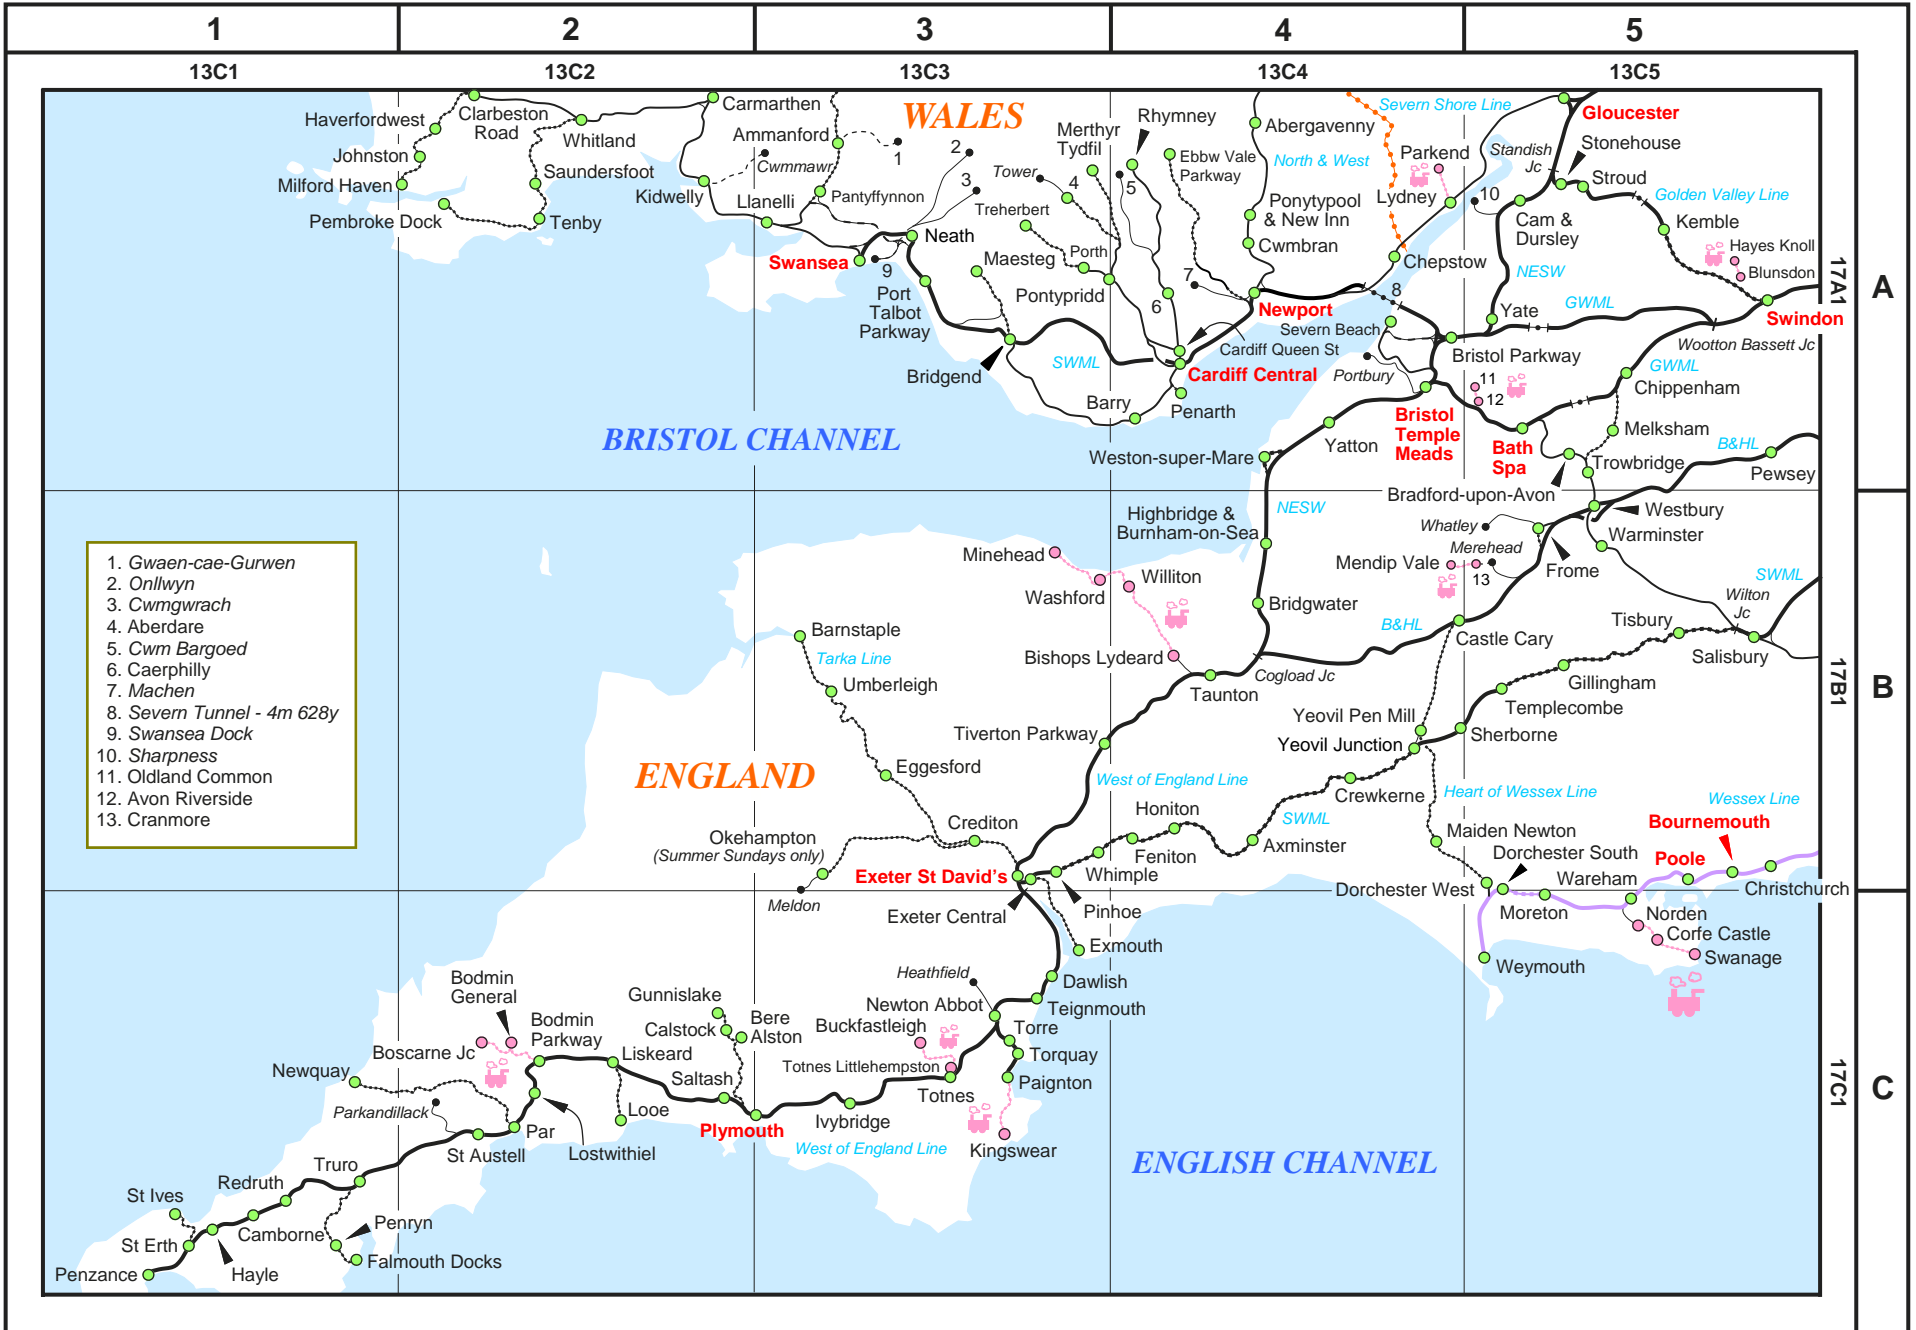 1
2
3
4
5
13C1
13C2
13C3
13C4
13C5
WALES
Severn Shore Line
Gloucester
Haverfordwest
Clarbeston
Road
Whitland
Carmarthen
Ammanford
Cwmmawr
1
2
3
Merthyr
Tydfil
Rhymney
Abergavenny
North & West
Parkend
Standish
Jc
Stonehouse
Johnston
Milford Haven
Pembroke Dock
Saundersfoot
Tenby
Kidwelly
Llanelli
Pantyffynnon
Tower
4
5
Ebbw Vale
Parkway
Treherbert
Porth
Ponytypool
& New Inn
Cwmbran
Lydney
10
Stroud
Golden Valley Line
Cam &
Dursley
Kemble
Hayes Knoll
Blunsdon
Swansea
9
Neath
Maesteg
Pontypridd
Chepstow
NESW
17A1
A
Port
Talbot
Parkway
6
7
Newport
8
Severn Beach
Yate
GWML
Swindon
Wootton Bassett Jc
Bridgend
SWML
Cardiff Queen St
Cardiff Central
Bristol Parkway
Portbury
11
12
GWML
Chippenham
Barry
Penarth
BRISTOL CHANNEL
Yatton
Bristol
Temple
Meads
Bath
Spa
Melksham
B&HL
Weston-super-Mare
Trowbridge
Pewsey
Bradford-upon-Avon
Westbury
Highbridge &
Burnham-on-Sea
NESW
Whatley
Warminster
Merehead
Mendip Vale
13
Frome
1. Gwaen-cae-Gurwen
2. Onllwyn
3. Cwmgwrach
4. Aberdare
5. Cwm Bargoed
6. Caerphilly
7. Machen
8. Severn Tunnel - 4m 628y
9. Swansea Dock
10. Sharpness
11. Oldland Common
12. Avon Riverside
13. Cranmore
Minehead
Washford
Williton
SWML
Wilton
Jc
Bridgwater
Tisbury
Barnstaple
Tarka Line
Umberleigh
Bishops Lydeard
B&HL
Castle Cary
Salisbury
Cogload Jc
Taunton
Gillingham
Templecombe
17B1
B
Tiverton Parkway
Yeovil Pen Mill
Yeovil Junction
Sherborne
ENGLAND
Eggesford
West of England Line
Crewkerne
Heart of Wessex Line
Wessex Line
Honiton
SWML
Crediton
Okehampton
(Summer Sundays only)
Feniton
Axminster
Maiden Newton
Bournemouth
Dorchester South
Poole
Exeter St David's
Whimple
Wareham
Meldon
Dorchester West
Christchurch
Exeter Central
Pinhoe
Moreton
Norden
Corfe Castle
Swanage
Exmouth
Weymouth
Heathfield
Dawlish
Bodmin
General
Gunnislake
Newton Abbot
Teignmouth
Bodmin
Parkway
Calstock
Bere
Alston
Buckfastleigh
Torre
Boscarne Jc
Liskeard
Torquay
Newquay
Saltash
Totnes Littlehempston
Paignton
17C1
C
Parkandillack
Looe
Totnes
Par
Plymouth
Ivybridge
St Austell
Lostwithiel
West of England Line
Kingswear
ENGLISH CHANNEL
Truro
Redruth
St Ives
Penryn
Camborne
St Erth
Falmouth Docks
Penzance
Hayle